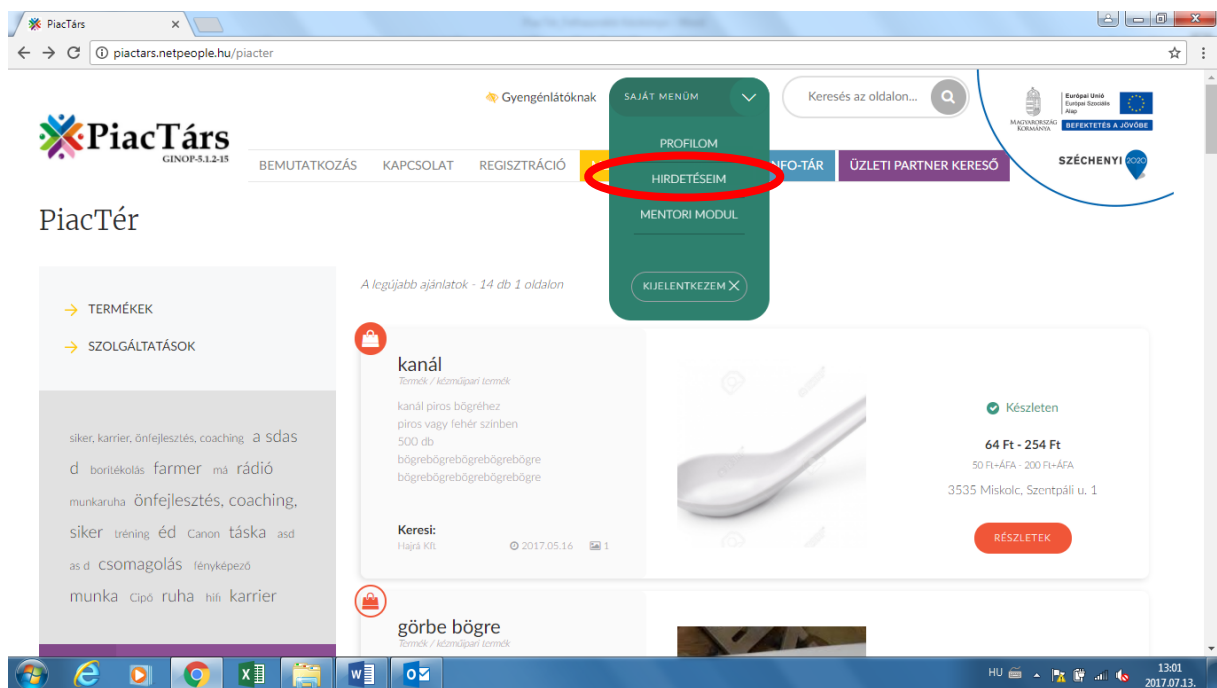 PiacTárs
piactars.netpeople.hu/piacter
Gyengénlátóknak
SAJÁT MENÜM
Keresés az oldalon...
MAGYARORSZÁG
KORMÁNYA
Európai Unió
Európai Szociális
Alap
BEFEKTETÉS A JÖVŐBE
SZÉCHENYI 2020
PiacTárs
GINOP-5.1.2-15
BEMUTATKOZÁS
KAPCSOLAT
REGISZTRÁCIÓ
NFO-TÁR
ÜZLETI PARTNER KERESŐ
PROFILOM
HIRDETÉSEIM
MENTORI MODUL
KIJELENTKEZEM
PiacTér
TERMÉKEK
SZOLGÁLTATÁSOK
siker, karrier, önfejlesztés, coaching a sdas
d borítékolás farmer má rádió
munkaruha önfejlesztés, coaching,
siker tréning éd Canon táska asd
as d csomagolás fényképező
munka Cipő ruha hifi karrier
A legújabb ajánlatok - 14 db 1 oldalon
kanál
Termék / kézműipari termék
kanál piros bögréhez
piros vagy fehér színben
500 db
bögrebögrebögrebögrebögre
bögrebögrebögrebögrebögre
Keresi:
Hajrá Kft.
2017.05.16
1
Készleten
64 Ft - 254 Ft
50 Ft+ÁFA - 200 Ft+ÁFA
3535 Miskolc, Szentpáli u. 1
RÉSZLETEK
görbe bögre
Termék / kézműipari termék
HU
13:01
2017.07.13.